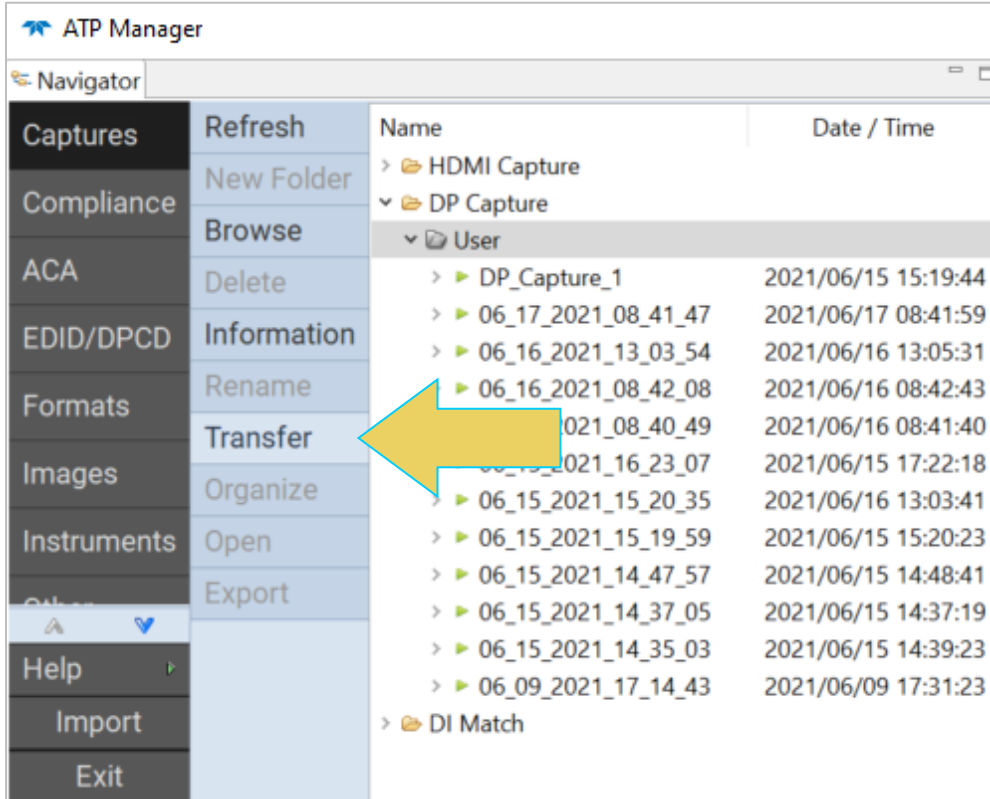 ATP Manager
Navigator
Captures
Compliance
ACA
EDID/DPCD
Formats
Images
Instruments
Help
Import
Exit
Refresh
New Folder
Browse
Delete
Information
Rename
Transfer
Organize
Open
Export
Name Date / Time
HDMI Capture
DP Capture
User
DP_Capture_1 2021/06/15 15:19:44
06_17_2021_08_41_47 2021/06/17 08:41:59
06_16_2021_13_03_54 2021/06/16 13:05:31
06_16_2021_08_42_08 2021/06/16 08:42:43
021_08_40_49 2021/06/16 08:41:40
2021_16_23_07 2021/06/15 17:22:18
06_15_2021_15_20_35 2021/06/16 13:03:41
06_15_2021_15_19_59 2021/06/15 15:20:23
06_15_2021_14_47_57 2021/06/15 14:48:41
06_15_2021_14_37_05 2021/06/15 14:37:19
06_15_2021_14_35_03 2021/06/15 14:39:23
06_09_2021_17_14_43 2021/06/09 17:31:23
DI Match